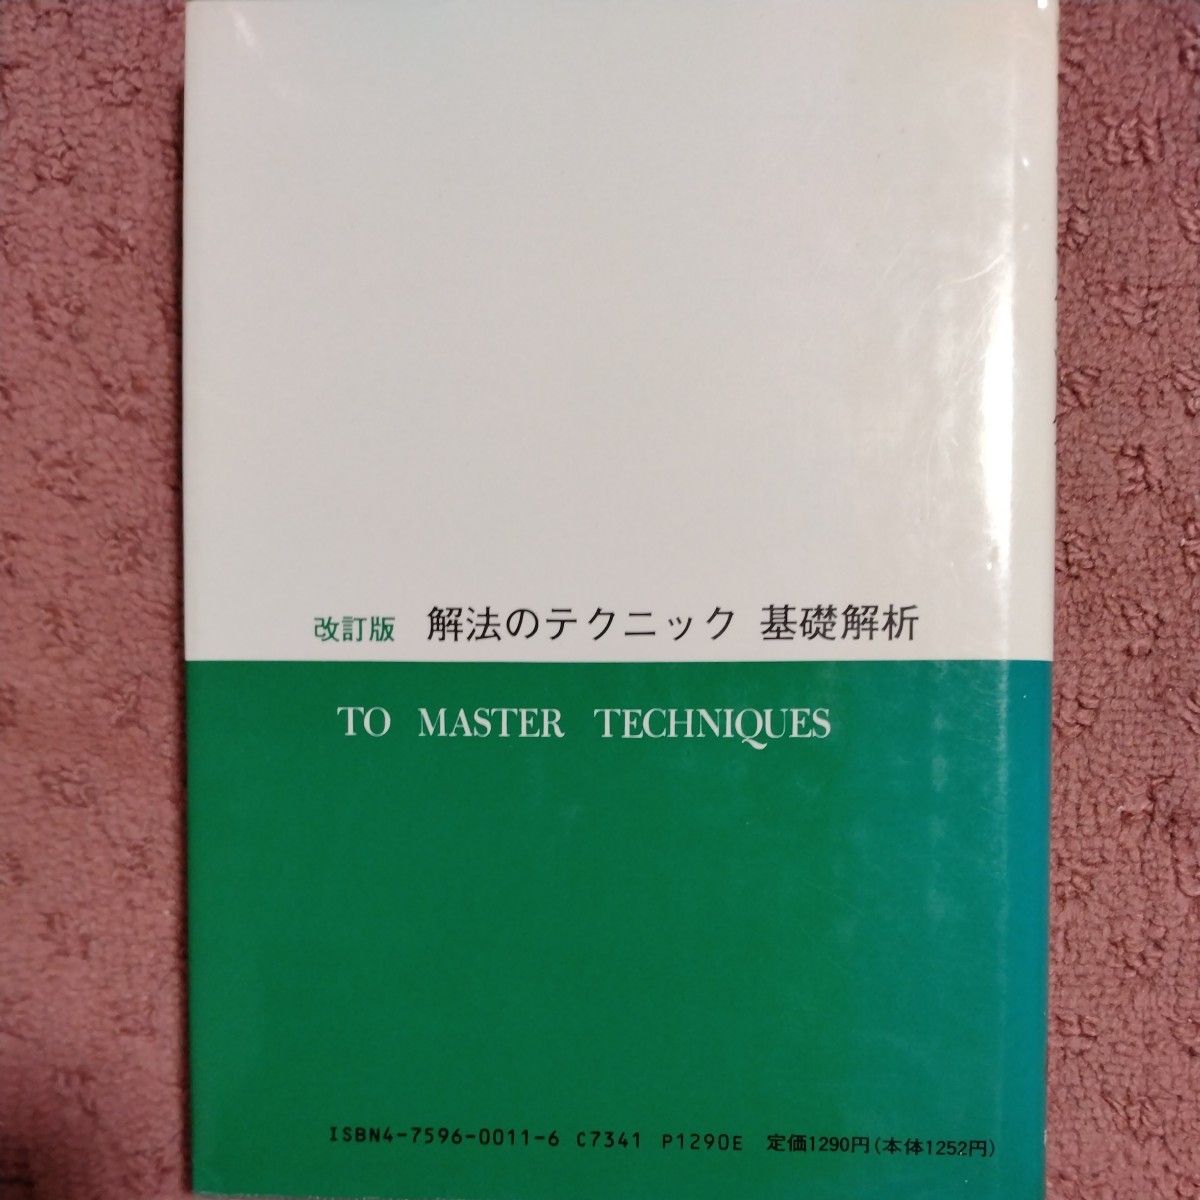 改訂版 解法のテクニック 基礎解析
TO MASTER TECHNIQUES
ISBN4-7596-0011-6 C7341 P1290E 定価1290円(本体1252円)